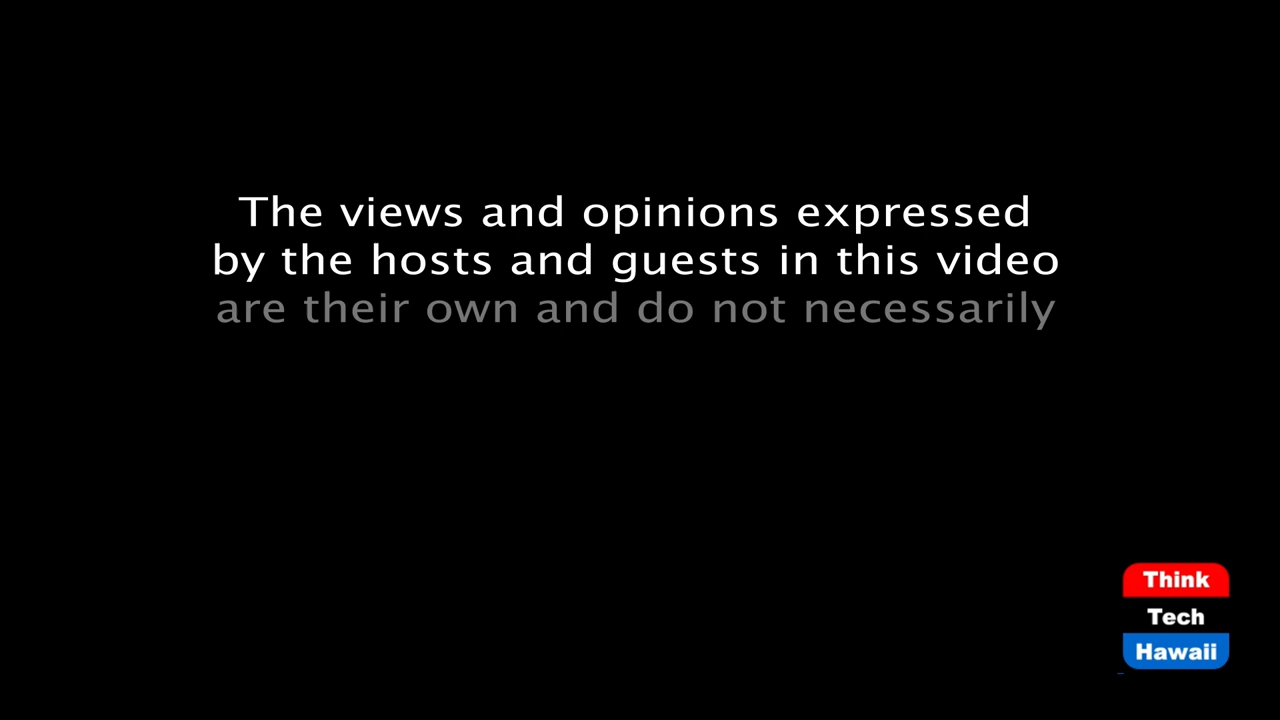 The views and opinions expressed
by the hosts and guests in this video
are their own and do not necessarily
Think
Tech
Hawaii